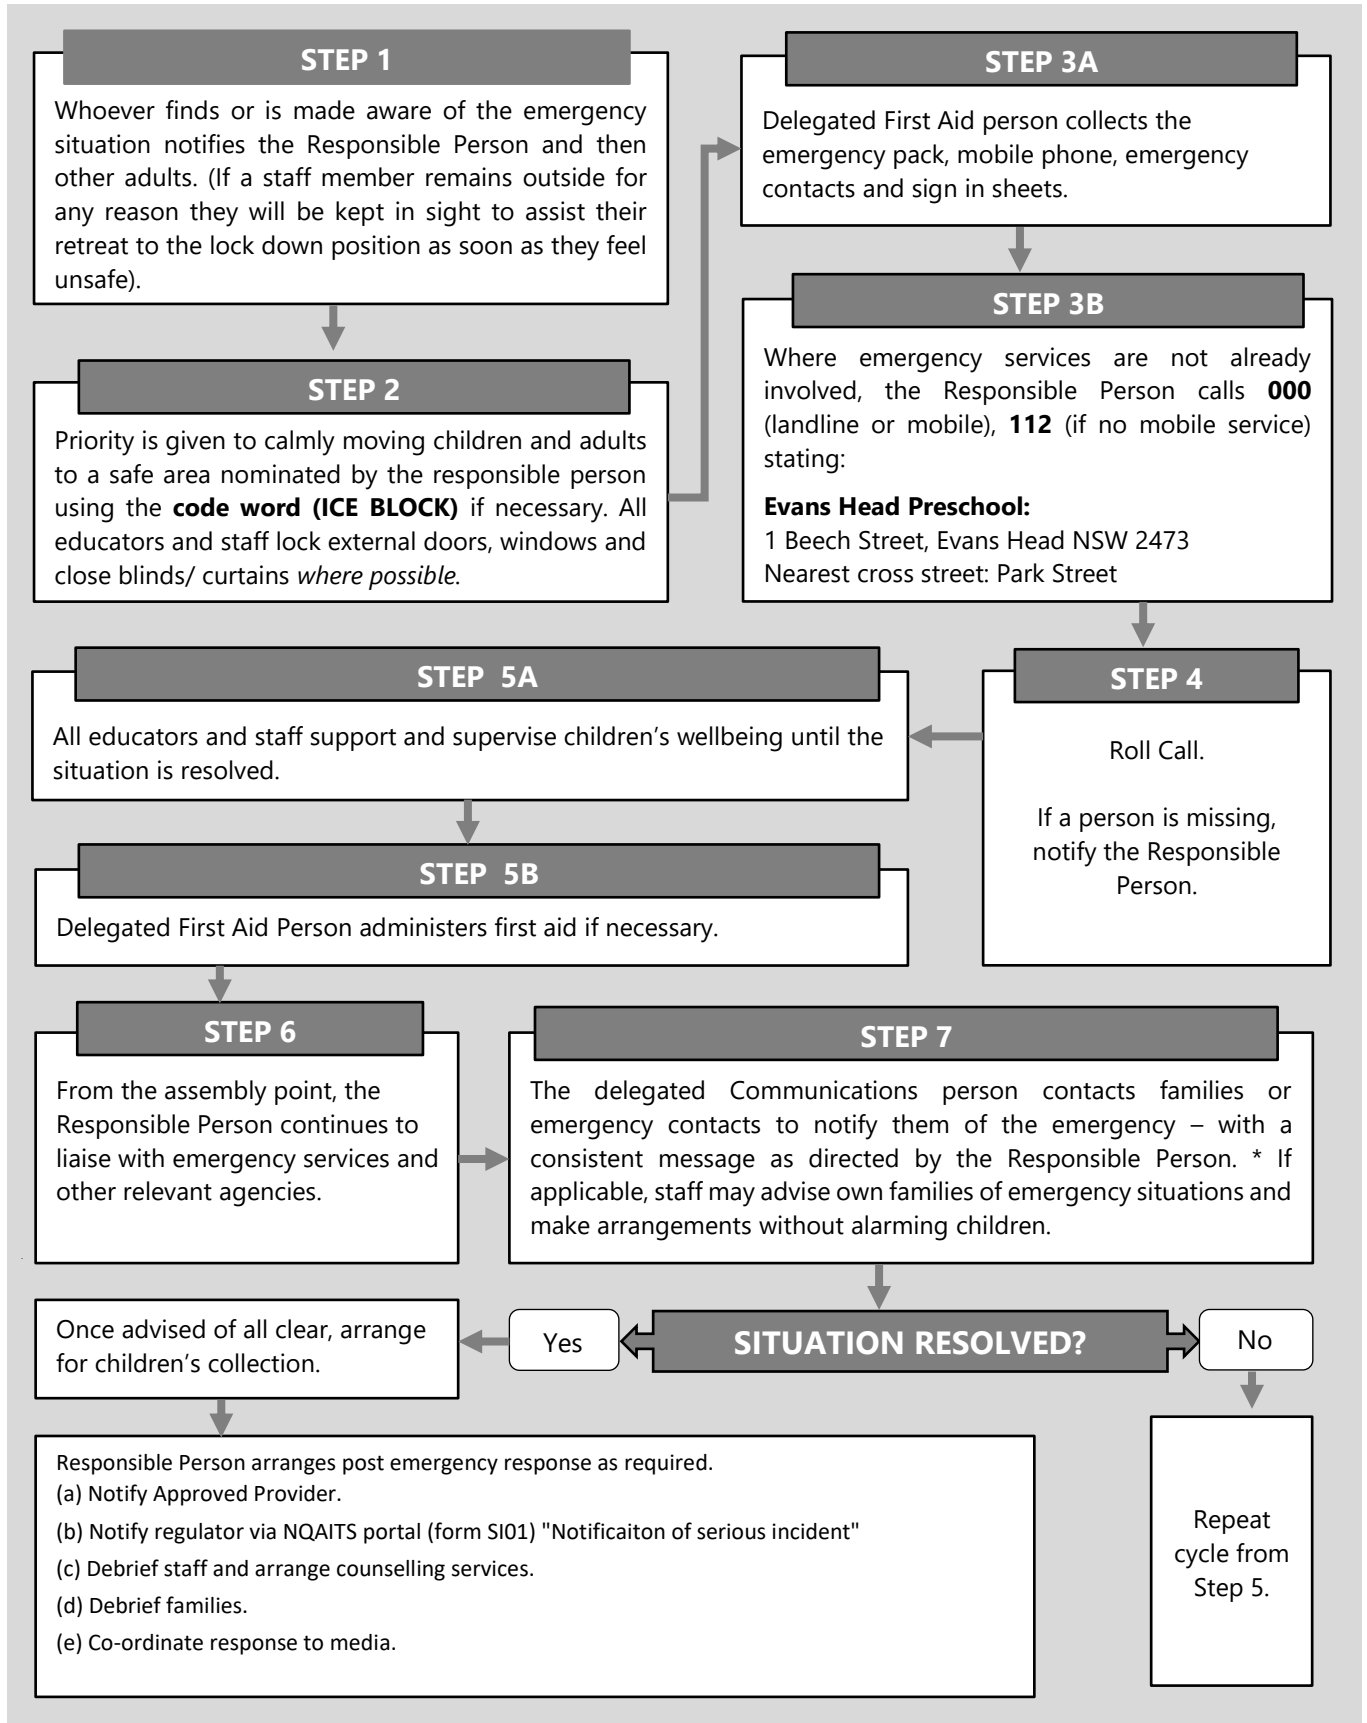 STEP 1
Whoever finds or is made aware of the emergency
situation notifies the Responsible Person and then
other adults. (If a staff member remains outside for
any reason they will be kept in sight to assist their
retreat to the lock down position as soon as they feel
unsafe).
STEP 2
Priority is given to calmly moving children and adults
to a safe area nominated by the responsible person
using the code word (ICE BLOCK) if necessary. All
educators and staff lock external doors, windows and
close blinds/ curtains where possible.
STEP 3A
Delegated First Aid person collects the
emergency pack, mobile phone, emergency
contacts and sign in sheets.
STEP 3B
Where emergency services are not already
involved, the Responsible Person calls 000
(landline or mobile), 112 (if no mobile service)
stating:
Evans Head Preschool:
1 Beech Street, Evans Head NSW 2473
Nearest cross street: Park Street
STEP 4
Roll Call.
If a person is missing,
notify the Responsible
Person.
STEP 5A
All educators and staff support and supervise children’s wellbeing until the
situation is resolved.
STEP 5B
Delegated First Aid Person administers first aid if necessary.
STEP 6
From the assembly point, the
Responsible Person continues to
liaise with emergency services and
other relevant agencies.
STEP 7
The delegated Communications person contacts families or
emergency contacts to notify them of the emergency – with a
consistent message as directed by the Responsible Person. * If
applicable, staff may advise own families of emergency situations and
make arrangements without alarming children.
SITUATION RESOLVED?
Yes
No
Once advised of all clear, arrange
for children’s collection.
Responsible Person arranges post emergency response as required.
(a) Notify Approved Provider.
(b) Notify regulator via NQAITS portal (form SI01) "Notificaiton of serious incident"
(c) Debrief staff and arrange counselling services.
(d) Debrief families.
(e) Co-ordinate response to media.
Repeat
cycle from
Step 5.